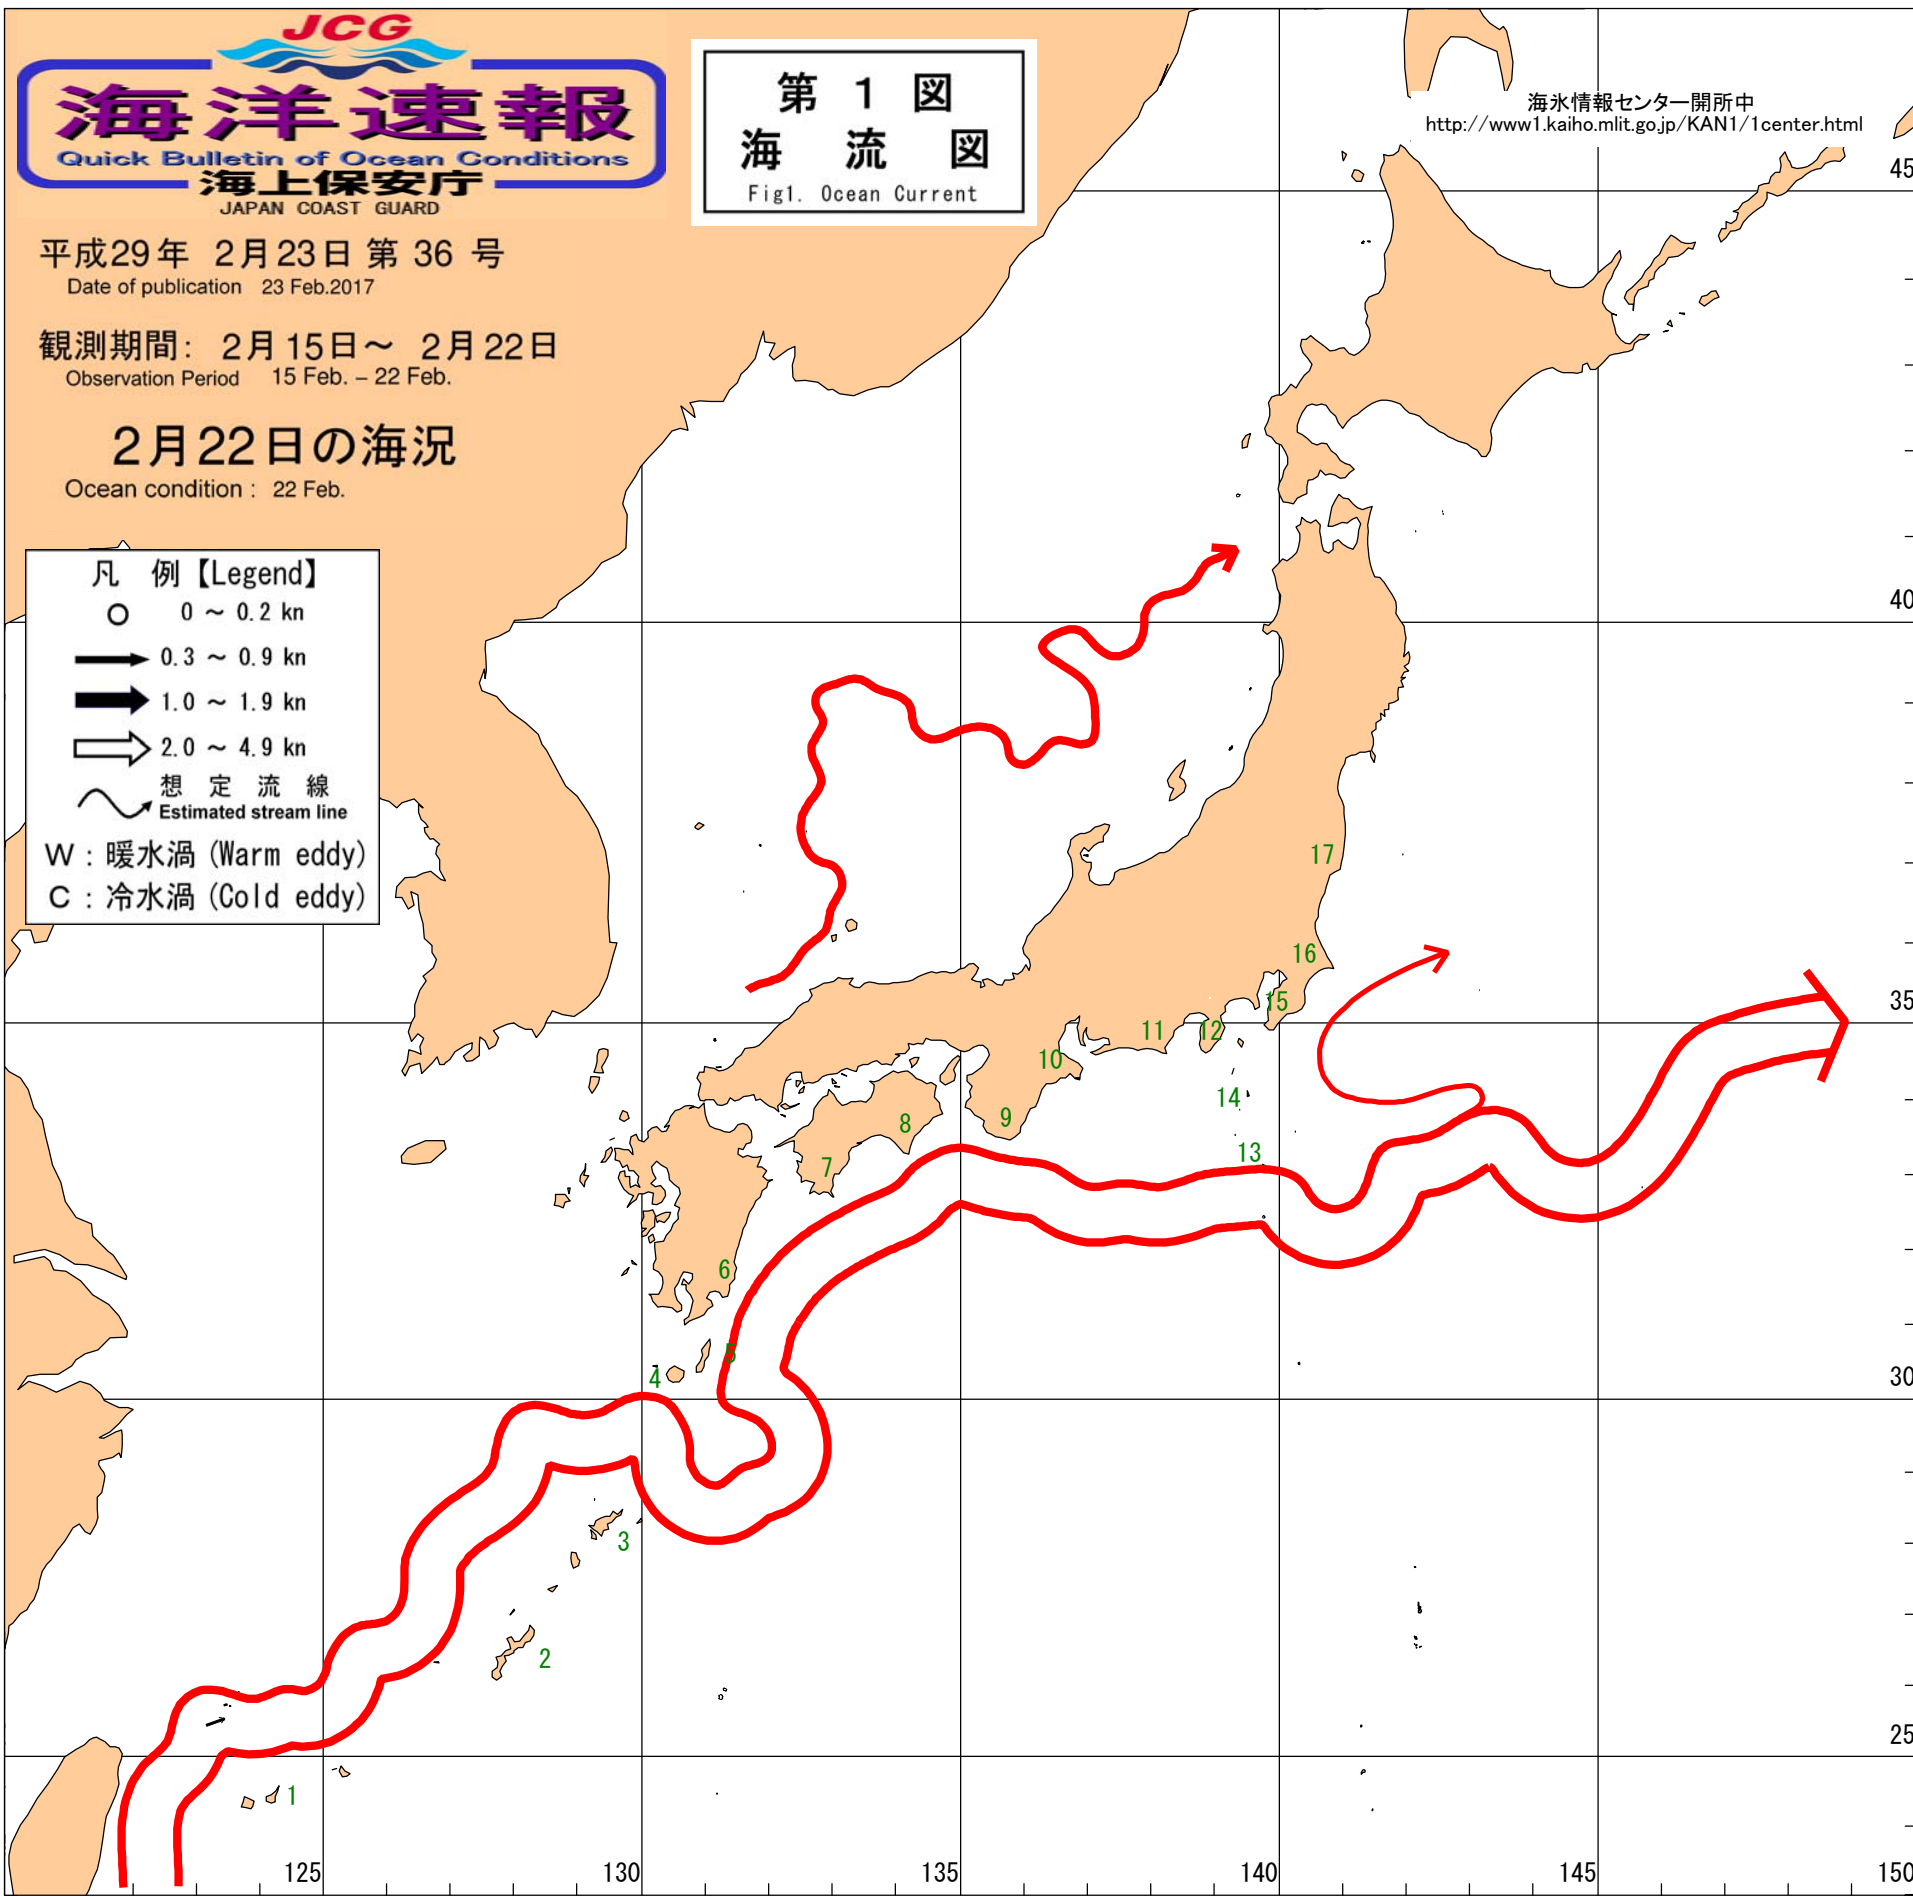 JCG
海洋速報
Quick Bulletin of Ocean Conditions
海上保安庁
JAPAN COAST GUARD
第 1 図
海 流 図
Fig1. Ocean Current
海氷情報センター開所中
http://www1.kaiho.mlit.go.jp/KAN1/1center.html
平成29年 2月23日 第 36 号
Date of publication 23 Feb.2017
観測期間: 2月15日～ 2月22日
Observation Period 15 Feb. – 22 Feb.
2月22日の海況
Ocean condition : 22 Feb.
凡 例【Legend】
0 ～ 0.2 kn
0.3 ～ 0.9 kn
1.0 ～ 1.9 kn
2.0 ～ 4.9 kn
想 定 流 線
Estimated stream line
W : 暖水渦 (Warm eddy)
C : 冷水渦 (Cold eddy)
45
40
17
16
35
15
12
11
10
14
9
8
13
7
6
5
4
30
3
2
25
1
125
130
135
140
145
150